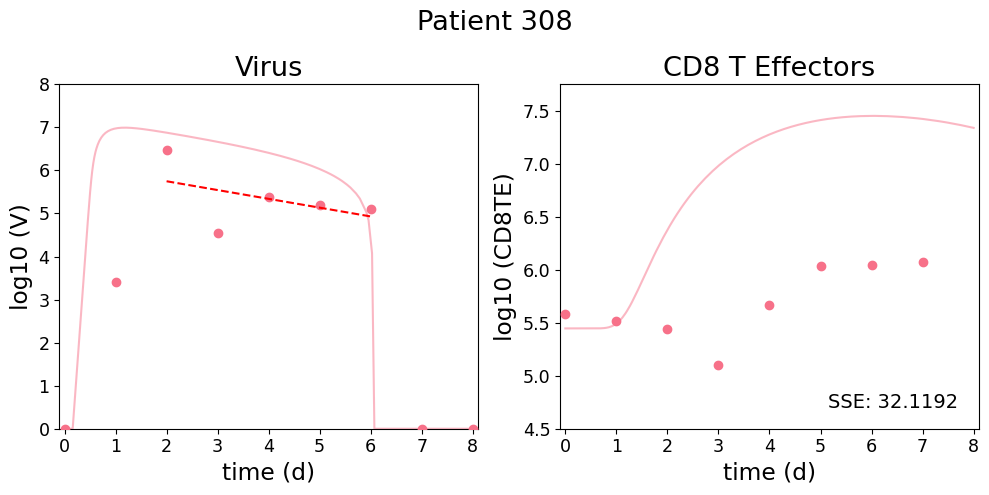 Patient 308
Virus
CD8 T Effectors
log10 (V)
8
7
6
5
4
3
2
1
0
0 1 2 3 4 5 6 7 8
time (d)
log10 (CD8TE)
7.5
7.0
6.5
6.0
5.5
5.0
4.5
SSE: 32.1192
0 1 2 3 4 5 6 7 8
time (d)